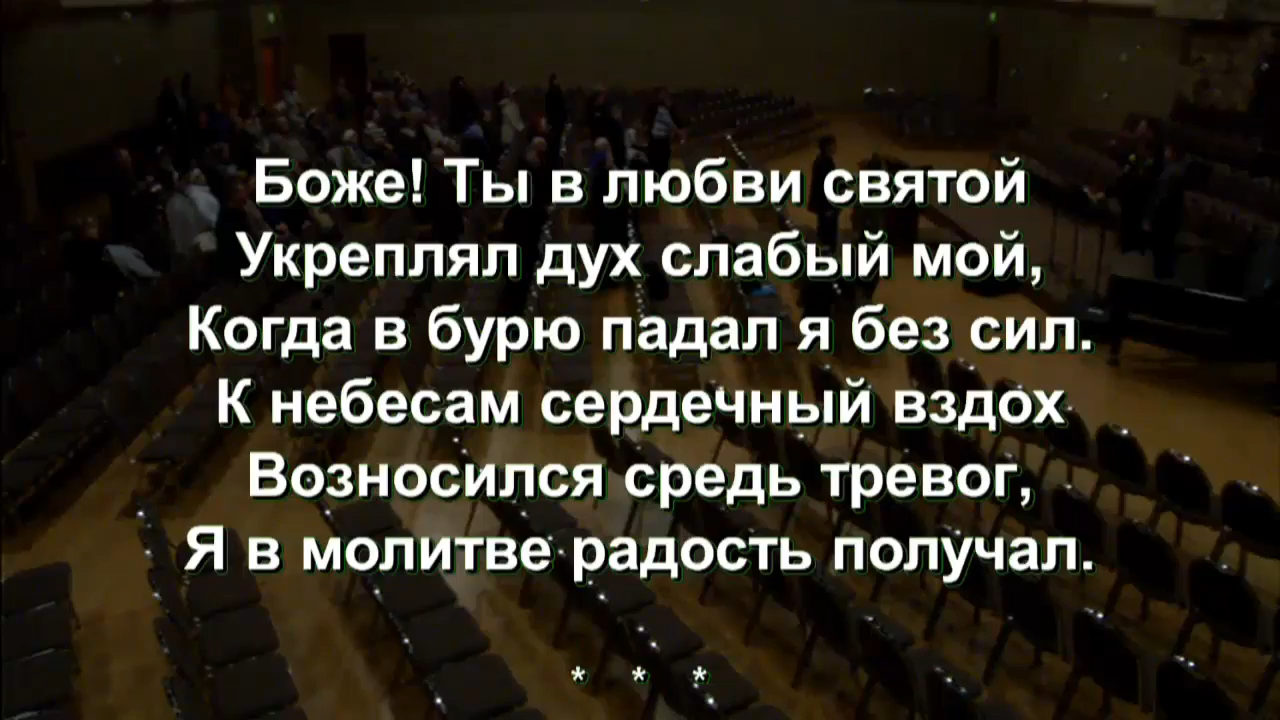 Боже! Ты в любви святой
Укреплял дух слабый мой,
Когда в бурю падал я без сил.
К небесам сердечный вздох
Возносился средь тревог,
Я в молитве радость получал.
* * *